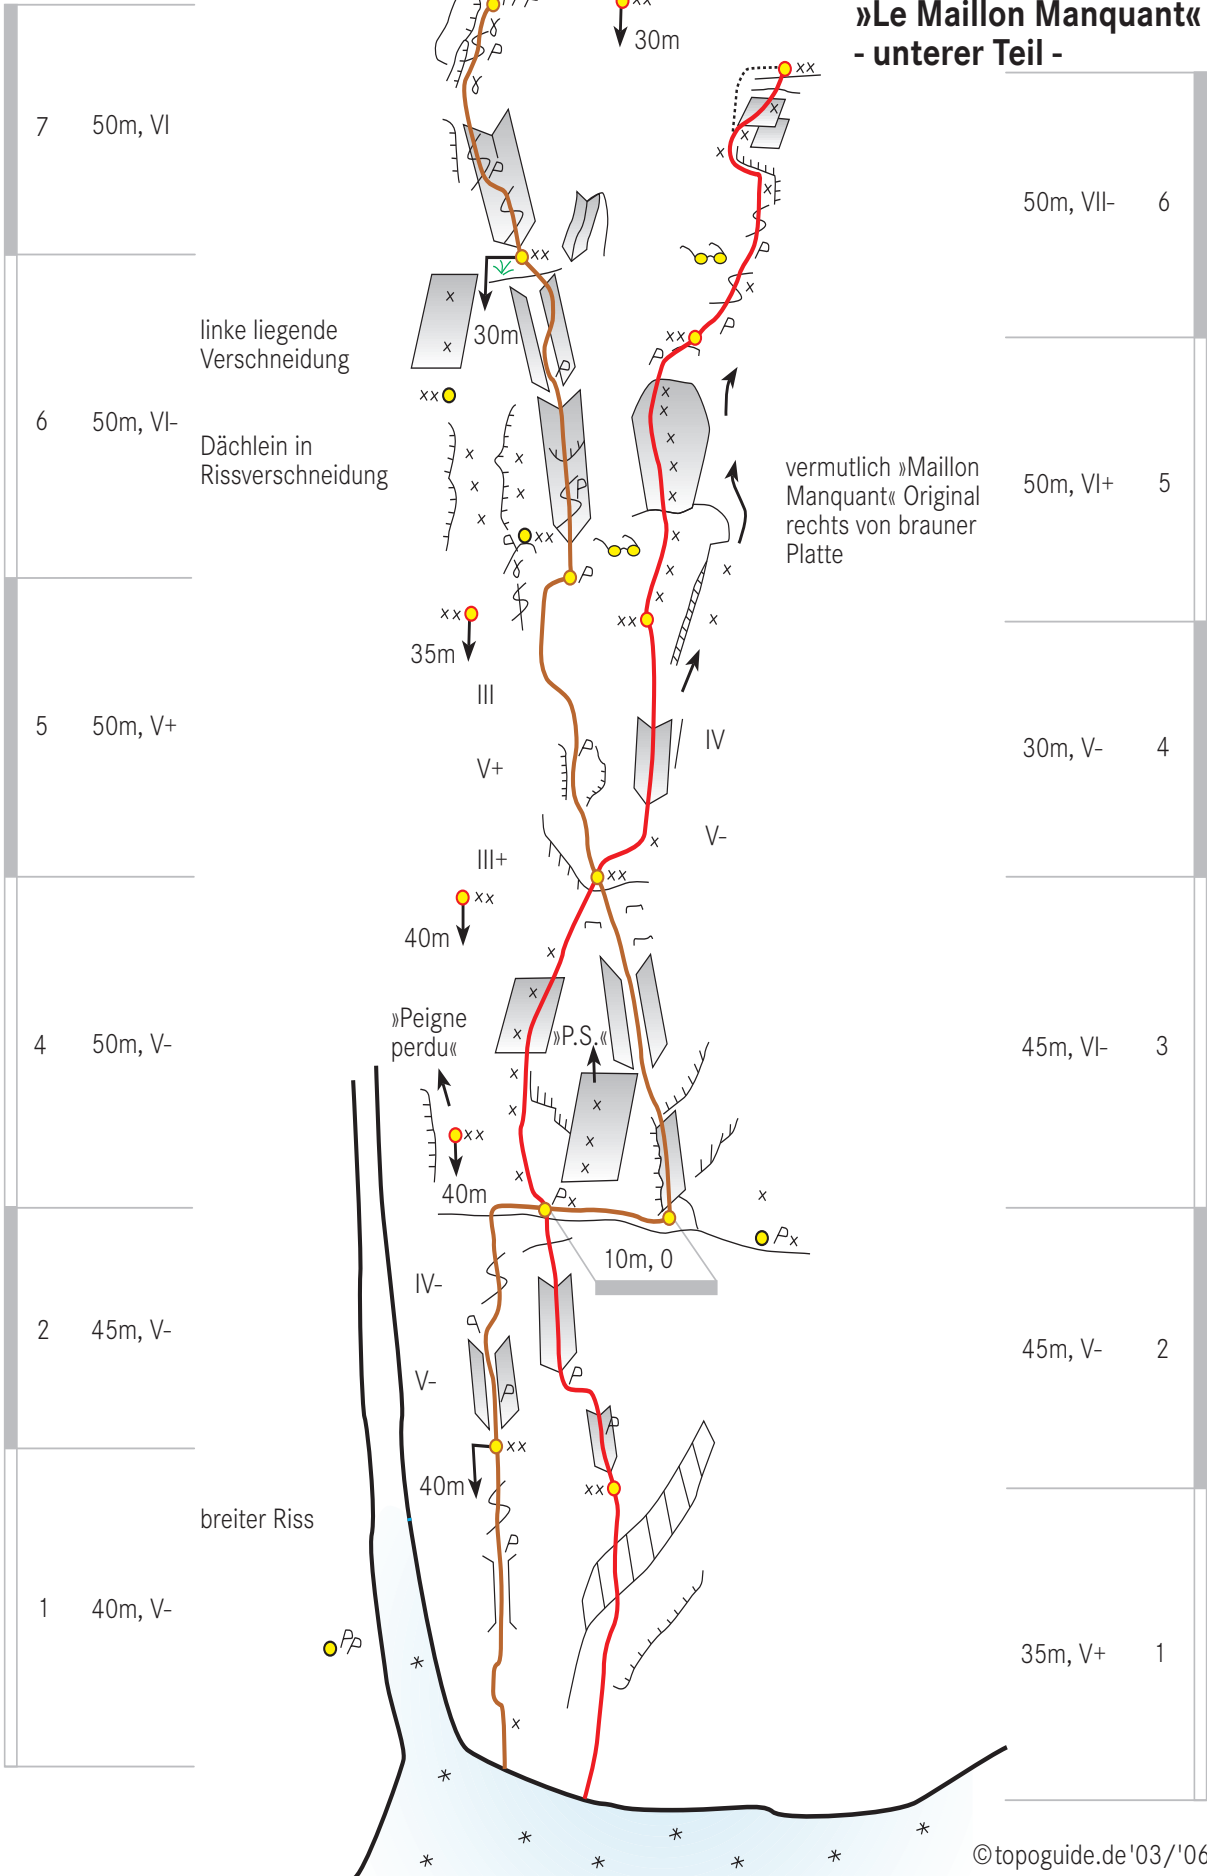 »Le Maillon Manquant«
- unterer Teil -
30m
7 50m, VI
50m, VII- 6
30m
linke liegende
Verschneidung
6 50m, VI-
Dächlein in
Rissverschneidung
vermutlich »Maillon
Manquant« Original
rechts von brauner
Platte
50m, VI+ 5
35m
III
5 50m, V+
IV
30m, V- 4
V+
V-
III+
40m
»Peigne
perdu«
»P.S.«
4 50m, V-
45m, VI- 3
40m
10m, 0
IV-
2 45m, V-
45m, V- 2
V-
40m
breiter Riss
1 40m, V-
35m, V+ 1
©topoguide.de'03/'06